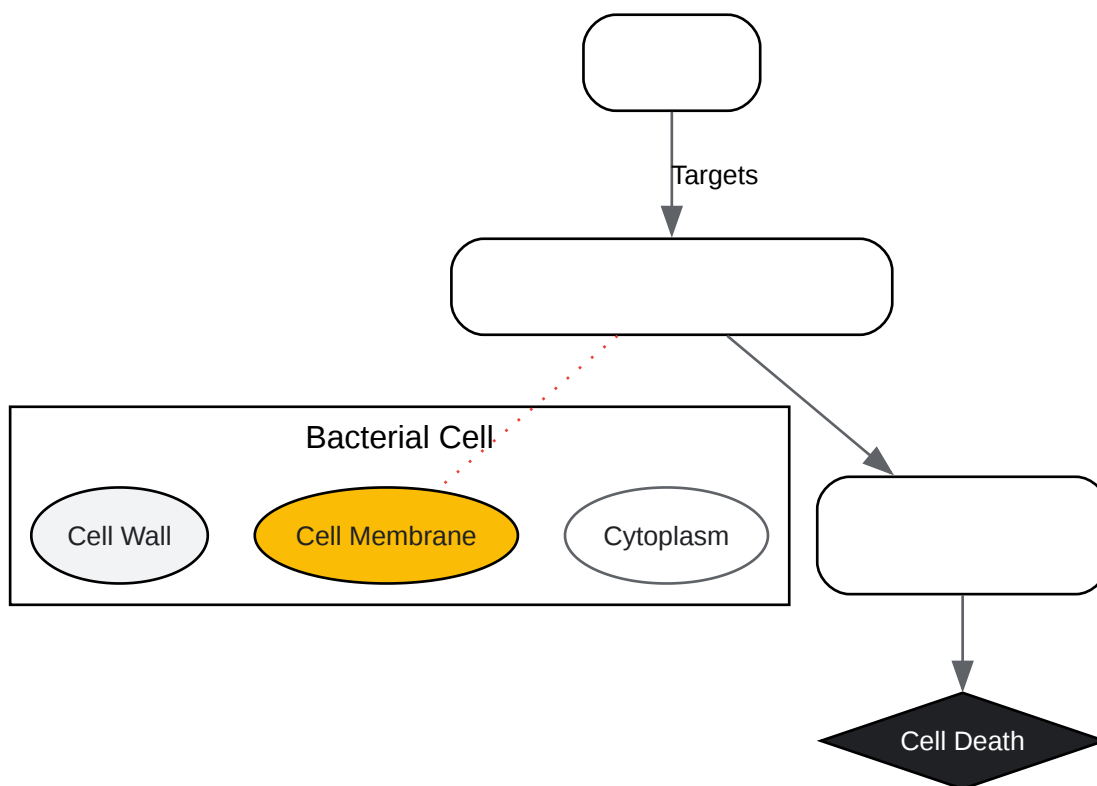 Targets
Bacterial Cell
Cell Wall
Cell Membrane
Cytoplasm
Cell Death